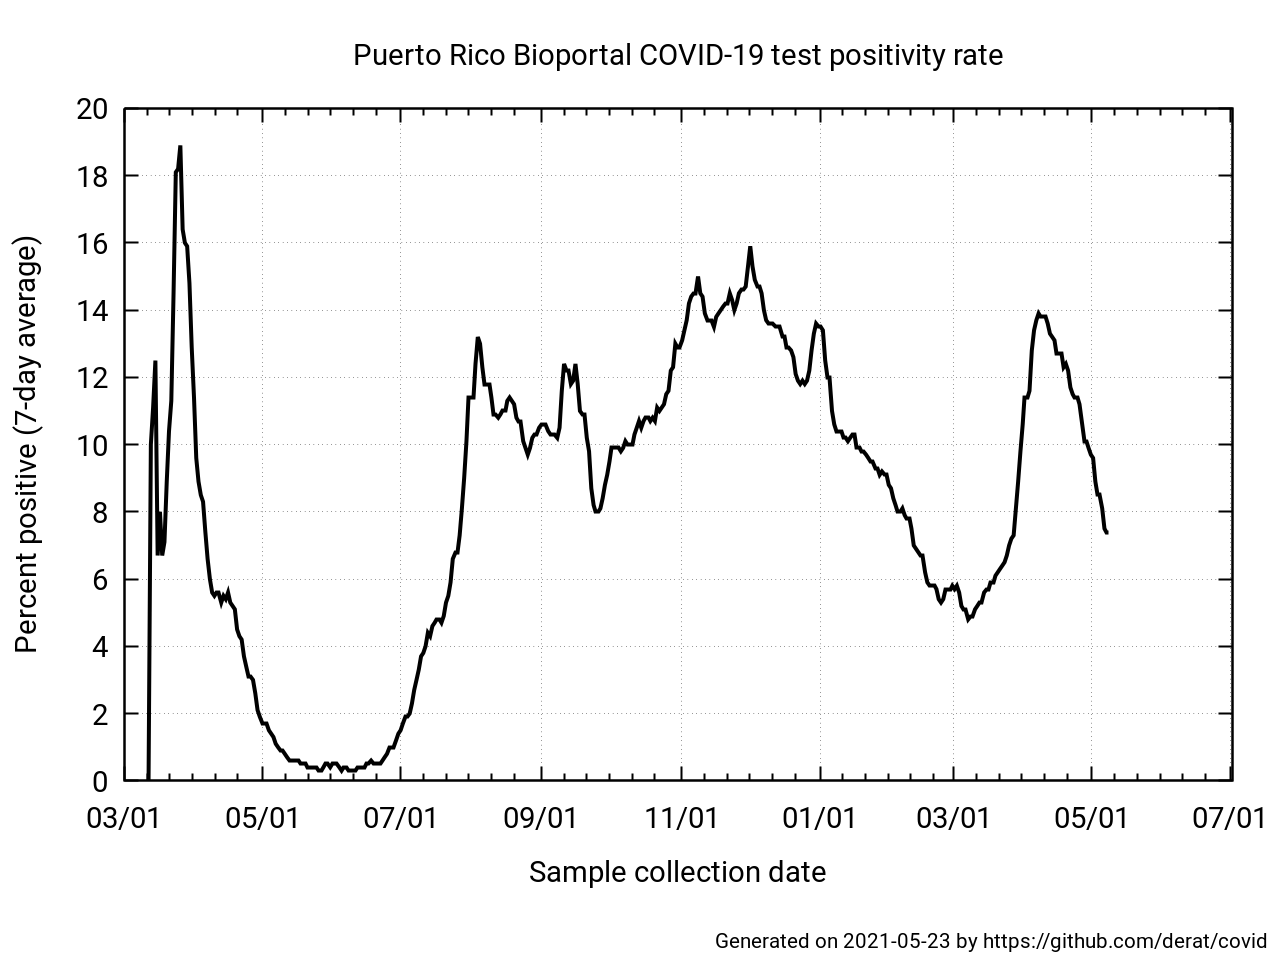 Puerto Rico Bioportal COVID-19 test positivity rate
Percent positive (7-day average)
20
18
16
14
12
10
8
6
4
2
0
03/01 05/01 07/01 09/01 11/01 01/01 03/01 05/01 07/01
Sample collection date
Generated on 2021-05-23 by https://github.com/derat/covid